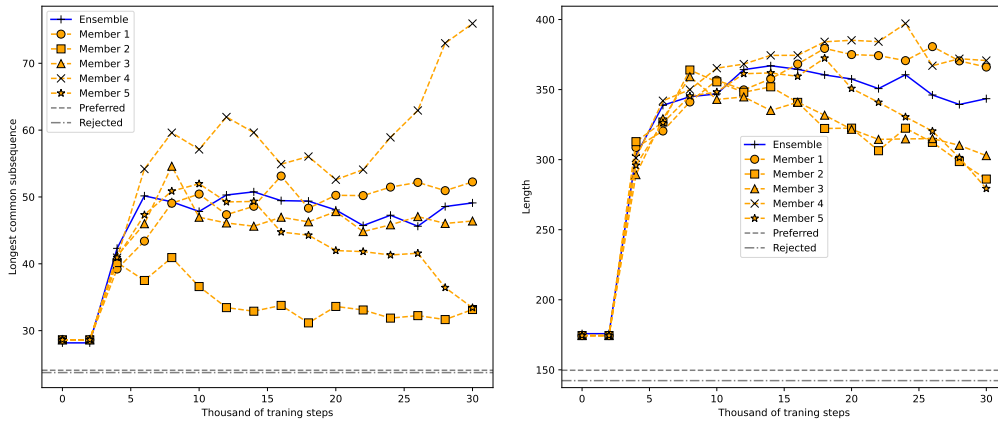 Longest common subsequence
70
60
50
40
30
Ensemble
Member 1
Member 2
Member 3
Member 4
Member 5
Preferred
Rejected
0 5 10 15 20 25 30
Thousand of traning steps
Length
400
350
300
250
200
150
Ensemble
Member 1
Member 2
Member 3
Member 4
Member 5
Preferred
Rejected
0 5 10 15 20 25 30
Thousand of traning steps